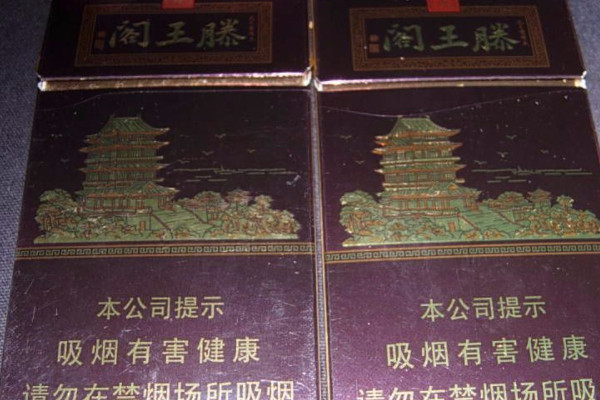 滕王阁
本公司提示
吸烟有害健康
请勿在禁烟场所吸烟
滕王阁
本公司提示
吸烟有害健康
请勿在禁烟场所吸烟